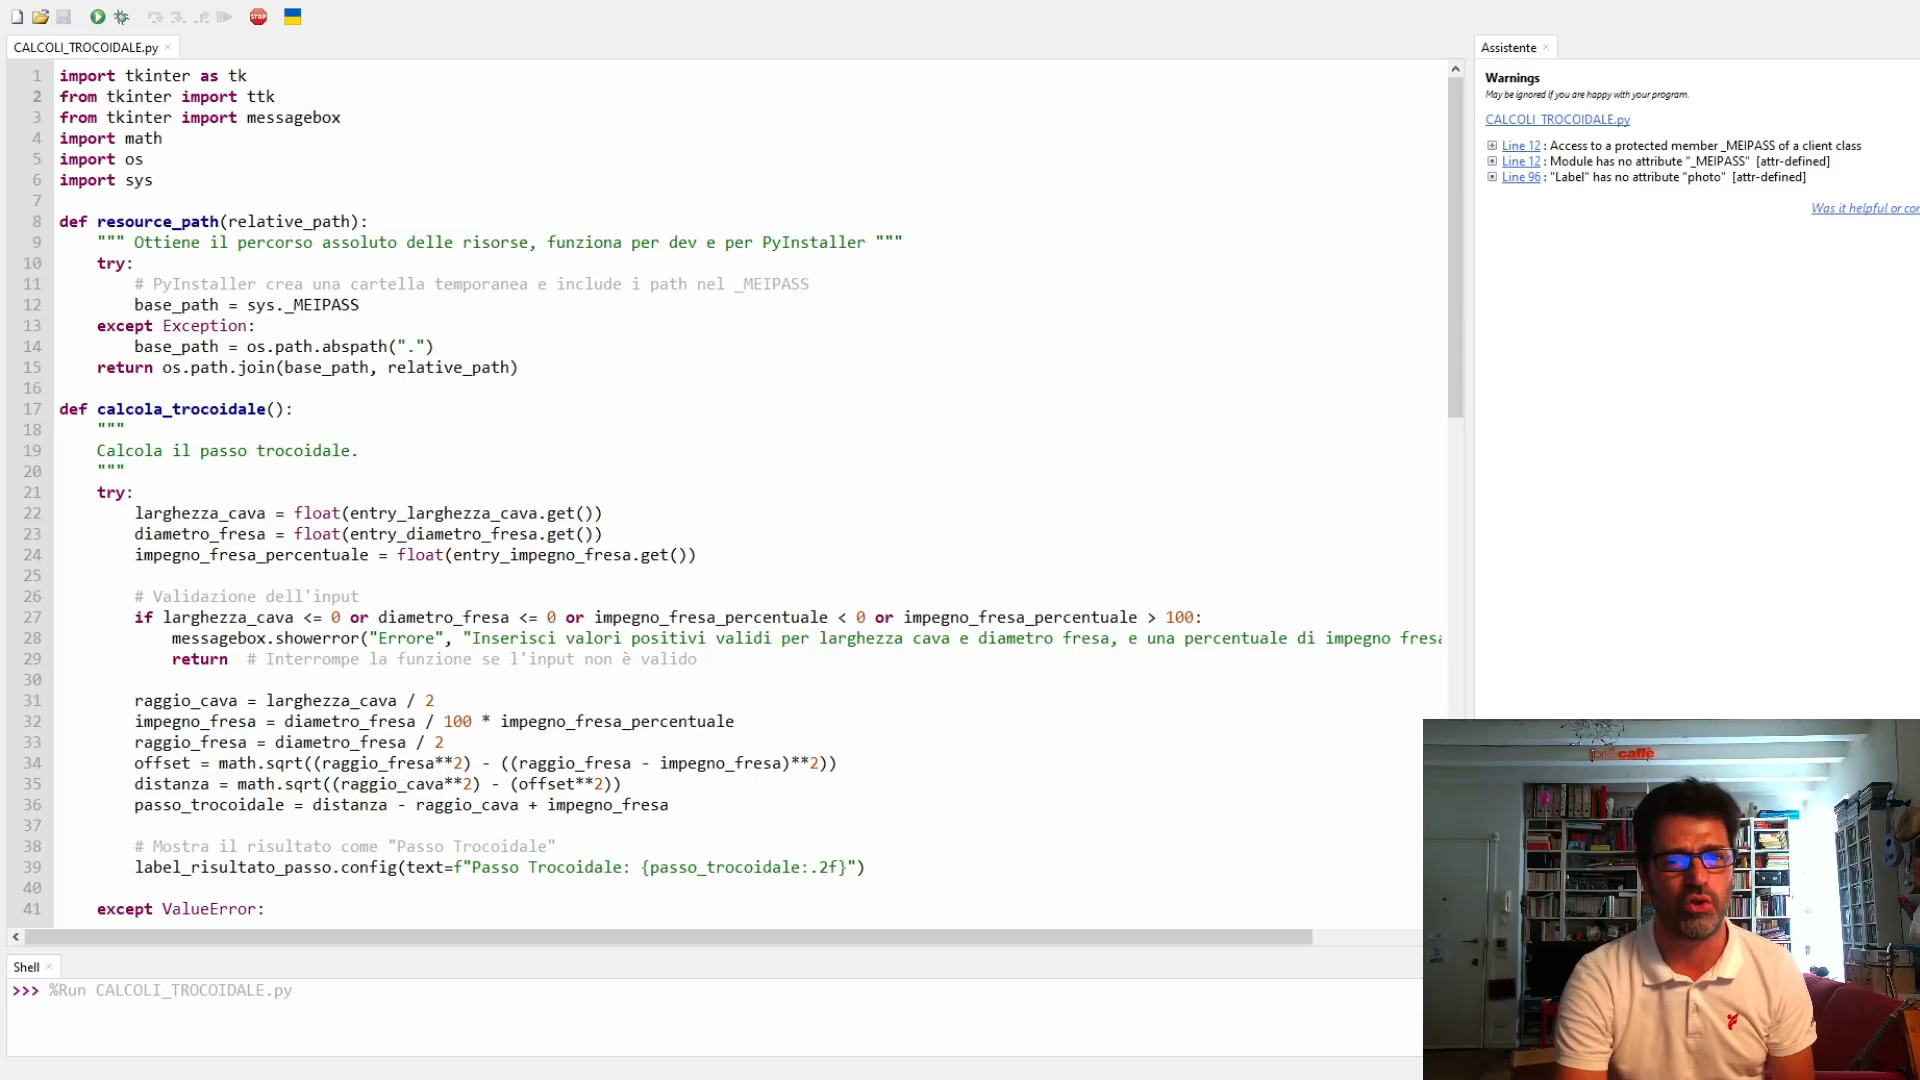 STOP
CALCOLI_TROCOIDALE.py ×
1 import tkinter as tk
2 from tkinter import ttk
3 from tkinter import messagebox
4 import math
5 import os
6 import sys
7
8 def resource_path(relative_path):
9 """ Ottiene il percorso assoluto delle risorse, funziona per dev e per PyInstaller """
10 try:
11 # PyInstaller crea una cartella temporanea e include i path nel _MEIPASS
12 base_path = sys._MEIPASS
13 except Exception:
14 base_path = os.path.abspath(".")
15 return os.path.join(base_path, relative_path)
16
17 def calcola_trocoidale():
18 """
19 Calcola il passo trocoidale.
20 """
21 try:
22 larghezza_cava = float(entry_larghezza_cava.get())
23 diametro_fresa = float(entry_diametro_fresa.get())
24 impegno_fresa_percentuale = float(entry_impegno_fresa.get())
25
26 # Validazione dell'input
27 if larghezza_cava <= 0 or diametro_fresa <= 0 or impegno_fresa_percentuale < 0 or impegno_fresa_percentuale > 100:
28 messagebox.showerror("Errore", "Inserisci valori positivi validi per larghezza cava e diametro fresa, e una percentuale di impegno fresa
29 return # Interrompe la funzione se l'input non è valido
30
31 raggio_cava = larghezza_cava / 2
32 impegno_fresa = diametro_fresa / 100 * impegno_fresa_percentuale
33 raggio_fresa = diametro_fresa / 2
34 offset = math.sqrt((raggio_fresa**2) - ((raggio_fresa - impegno_fresa)**2))
35 distanza = math.sqrt((raggio_cava**2) - (offset**2))
36 passo_trocoidale = distanza - raggio_cava + impegno_fresa
37
38 # Mostra il risultato come "Passo Trocoidale"
39 label_risultato_passo.config(text=f"Passo Trocoidale: {passo_trocoidale:.2f}")
40
41 except ValueError:
Shell ×
>>> %Run CALCOLI_TROCOIDALE.py
Assistente ×
Warnings
May be ignored if you are happy with your program.
CALCOLI_TROCOIDALE.py
Line 12 : Access to a protected member _MEIPASS of a client class
Line 12 : Module has no attribute "_MEIPASS" [attr-defined]
Line 96 : "Label" has no attribute "photo" [attr-defined]
Was it helpful or con
caffè